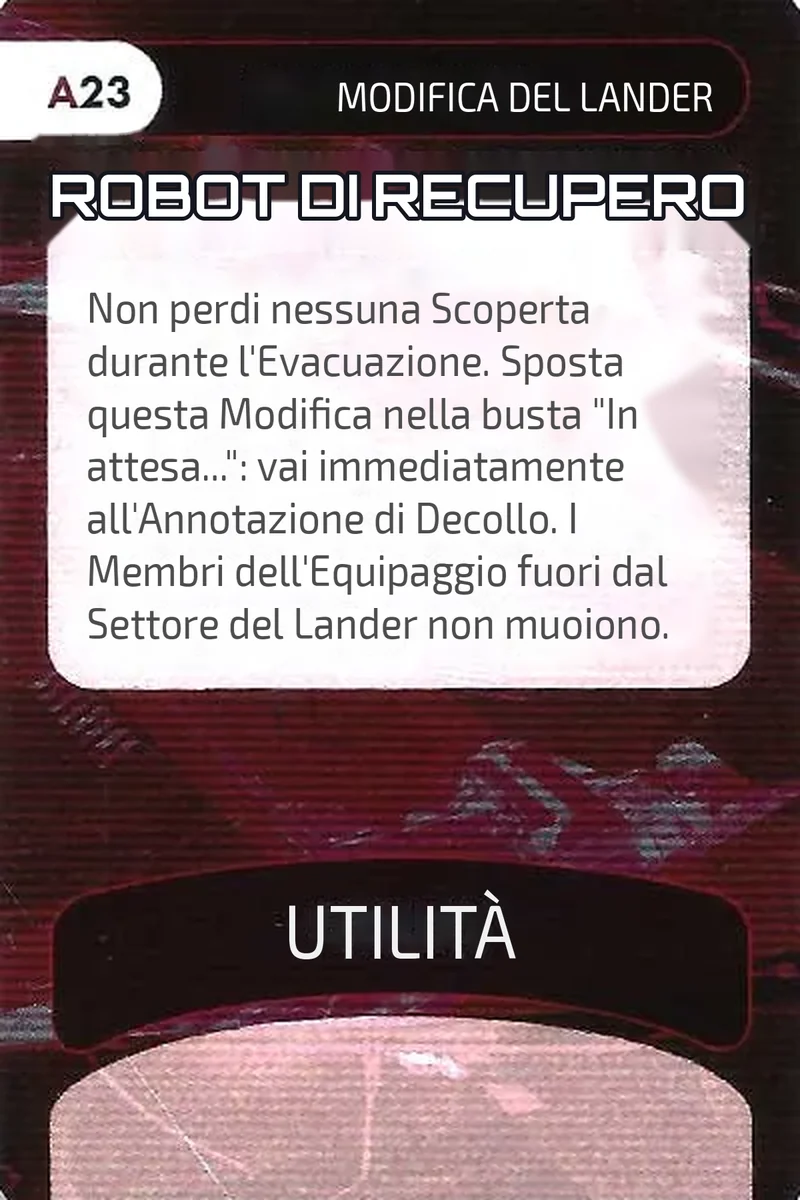 A23
MODIFICA DEL LANDER
ROBOT DI RECUPERO
Non perdi nessuna Scoperta
durante l'Evacuazione. Sposta
questa Modifica nella busta "In
attesa...": vai immediatamente
all'Annotazione di Decollo. I
Membri dell'Equipaggio fuori dal
Settore del Lander non muoiono.
UTILITÀ